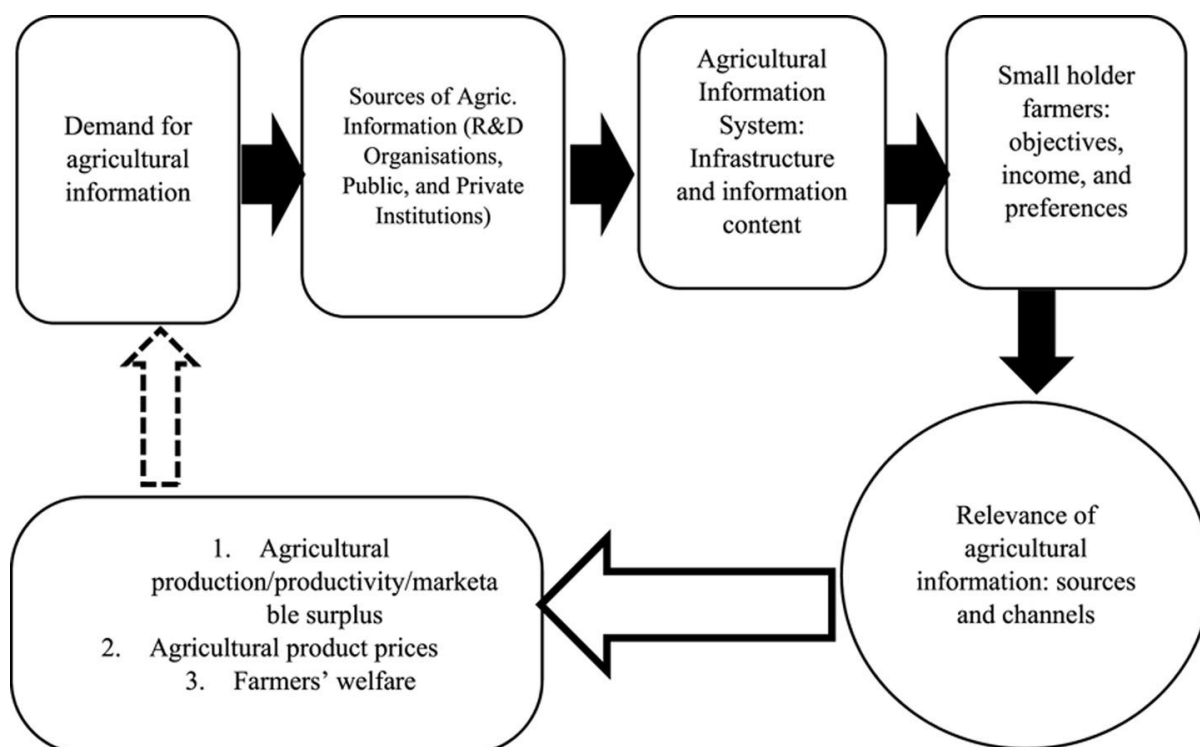 Demand for
agricultural
information
Sources of Agric.
Information (R&D
Organisations,
Public, and Private
Institutions)
Agricultural
Information
System:
Infrastructure
and information
content
Small holder
farmers:
objectives,
income, and
preferences
Relevance of
agricultural
information: sources
and channels
1. Agricultural
production/productivity/marketa
ble surplus
2. Agricultural product prices
3. Farmers’ welfare